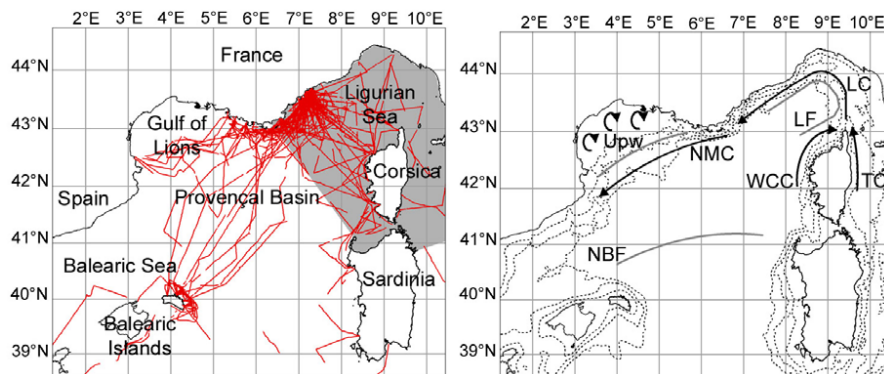 2°E 3°E 4°E 5°E 6°E 7°E 8°E 9°E 10°E
44°N
43°N
42°N
41°N
40°N
39°N
France
Ligurian
Sea
Gulf of
Lions
Corsica
Provençal Basin
Spain
Balearic Sea
Sardinia
Balearic
Islands
2°E 3°E 4°E 5°E 6°E 7°E 8°E 9°E 10°E
44°N
43°N
42°N
41°N
40°N
39°N
LC
LF
Upw
NMC
WCC
TC
NBF